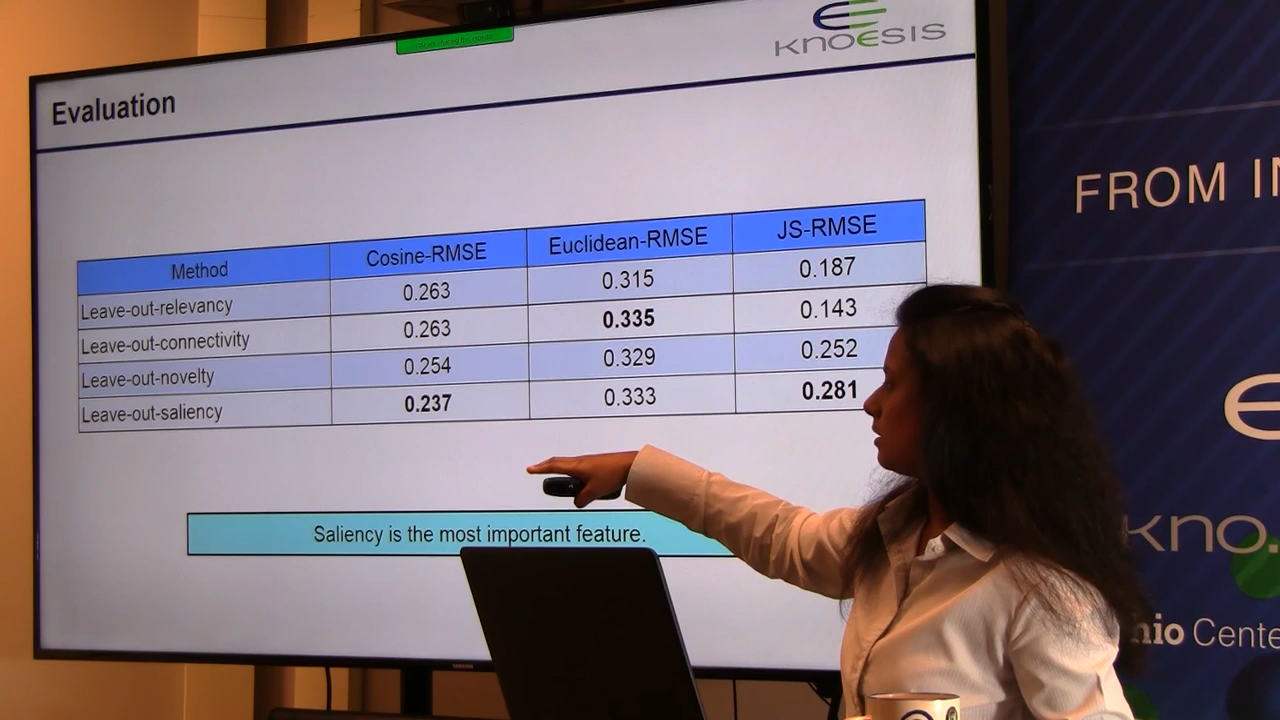 KNOESIS
Evaluation
Method Cosine-RMSE Euclidean-RMSE JS-RMSE
Leave-out-relevancy 0.263 0.315 0.187
Leave-out-connectivity 0.263 0.335 0.143
Leave-out-novelty 0.254 0.329 0.252
Leave-out-saliency 0.237 0.333 0.281
Saliency is the most important feature.
SAMSUNG
FROM IN
kno.
hio Cente